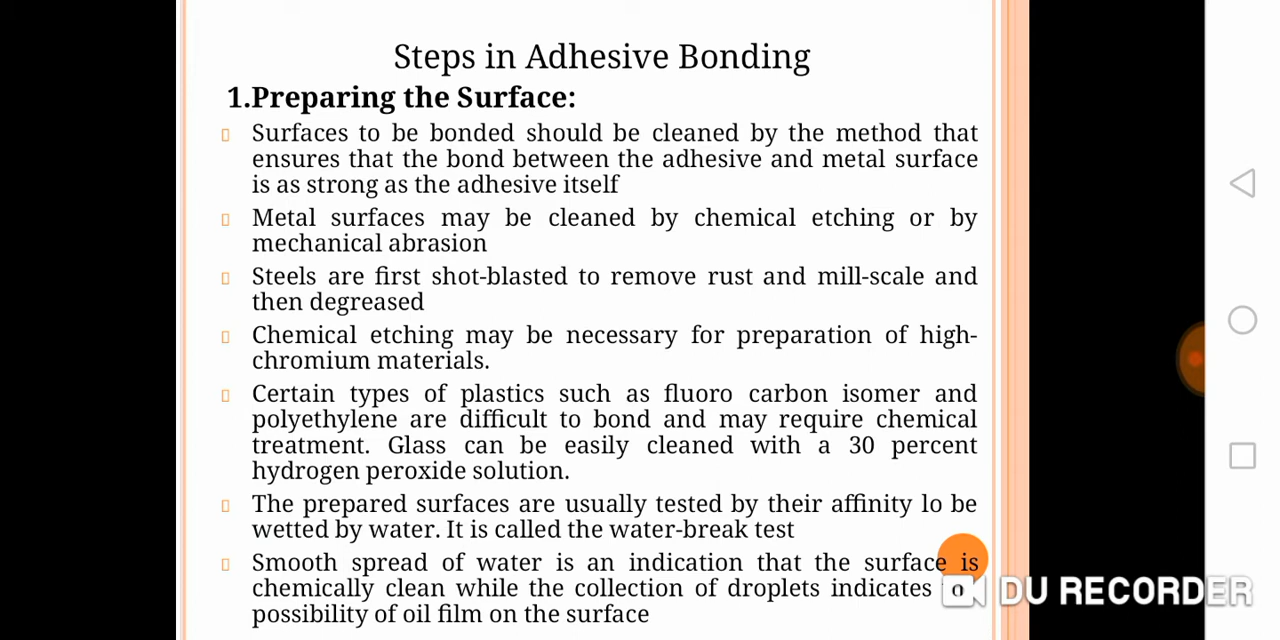 Steps in Adhesive Bonding
1.Preparing the Surface:
Surfaces to be bonded should be cleaned by the method that
ensures that the bond between the adhesive and metal surface
is as strong as the adhesive itself
Metal surfaces may be cleaned by chemical etching or by
mechanical abrasion
Steels are first shot-blasted to remove rust and mill-scale and
then degreased
Chemical etching may be necessary for preparation of high-
chromium materials.
Certain types of plastics such as fluoro carbon isomer and
polyethylene are difficult to bond and may require chemical
treatment. Glass can be easily cleaned with a 30 percent
hydrogen peroxide solution.
The prepared surfaces are usually tested by their affinity lo be
wetted by water. It is called the water-break test
Smooth spread of water is an indication that the surface is
chemically clean while the collection of droplets indicates
possibility of oil film on the surface
DU RECORDER